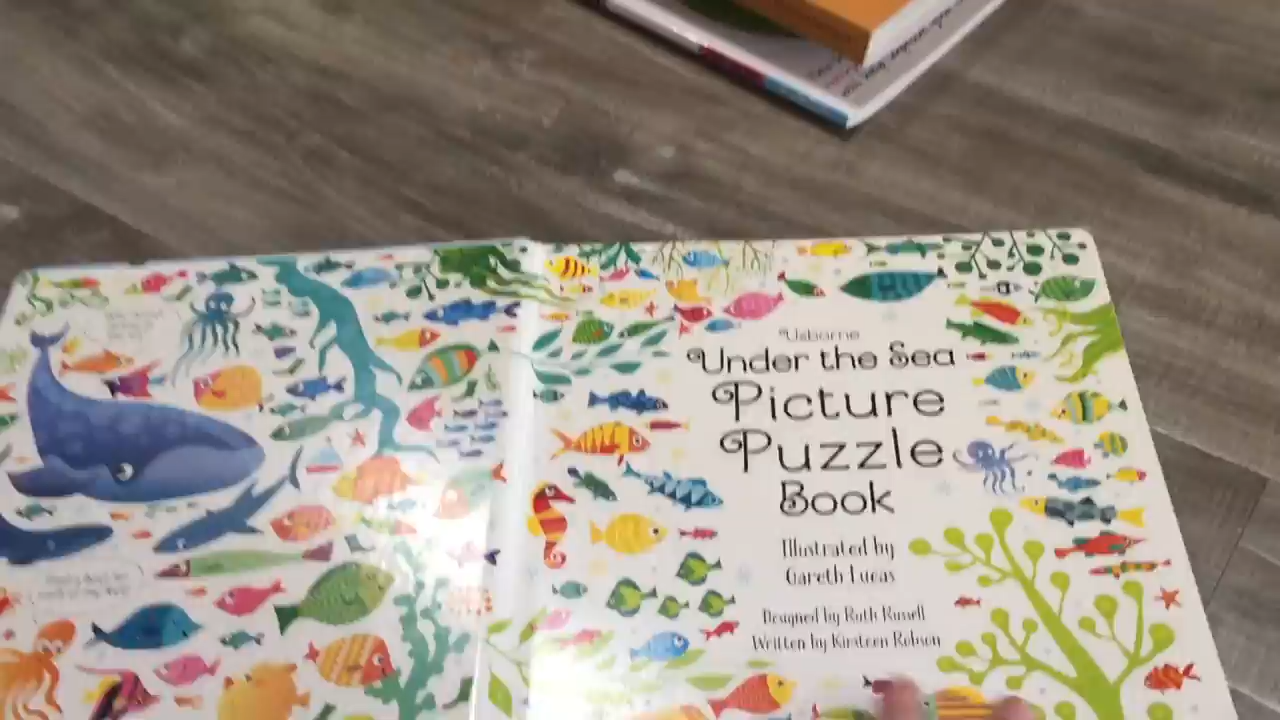 Usborne
Under the Sea
Picture
Puzzle
Book
Illustrated by
Gareth Lucas
Designed by Ruth Russell
Written by Kirsteen Robson